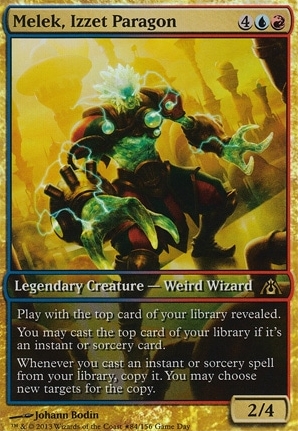 Melek, Izzet Paragon 4
Legendary Creature — Weird Wizard
Play with the top card of your library revealed.
You may cast the top card of your library if it's
an instant or sorcery card.
Whenever you cast an instant or sorcery spell
from your library, copy it. You may choose
new targets for the copy.
2/4
Johann Bodin
™ & © 2013 Wizards of the Coast ★84/156 Game Day